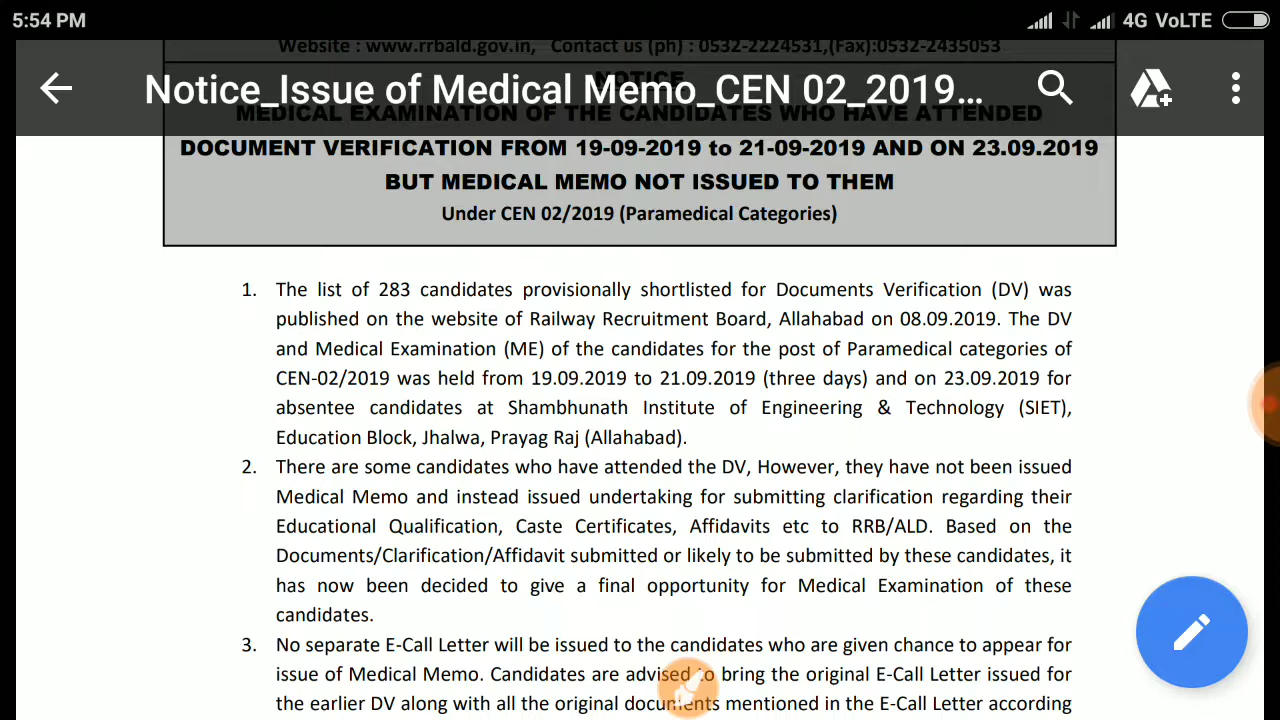 5:54 PM
4G VoLTE
Website : www.rrbald.gov.in, Contact us (ph) : 0532-2224531,(Fax):0532-2435053
NOTICE
Notice_Issue of Medical Memo_CEN 02_2019...
MEDICAL EXAMINATION OF THE CANDIDATES WHO HAVE ATTENDED
DOCUMENT VERIFICATION FROM 19-09-2019 to 21-09-2019 AND ON 23.09.2019
BUT MEDICAL MEMO NOT ISSUED TO THEM
Under CEN 02/2019 (Paramedical Categories)
1. The list of 283 candidates provisionally shortlisted for Documents Verification (DV) was
published on the website of Railway Recruitment Board, Allahabad on 08.09.2019. The DV
and Medical Examination (ME) of the candidates for the post of Paramedical categories of
CEN-02/2019 was held from 19.09.2019 to 21.09.2019 (three days) and on 23.09.2019 for
absentee candidates at Shambhunath Institute of Engineering & Technology (SIET),
Education Block, Jhalwa, Prayag Raj (Allahabad).
2. There are some candidates who have attended the DV, However, they have not been issued
Medical Memo and instead issued undertaking for submitting clarification regarding their
Educational Qualification, Caste Certificates, Affidavits etc to RRB/ALD. Based on the
Documents/Clarification/Affidavit submitted or likely to be submitted by these candidates, it
has now been decided to give a final opportunity for Medical Examination of these
candidates.
3. No separate E-Call Letter will be issued to the candidates who are given chance to appear for
issue of Medical Memo. Candidates are advised to bring the original E-Call Letter issued for
the earlier DV along with all the original documents mentioned in the E-Call Letter according